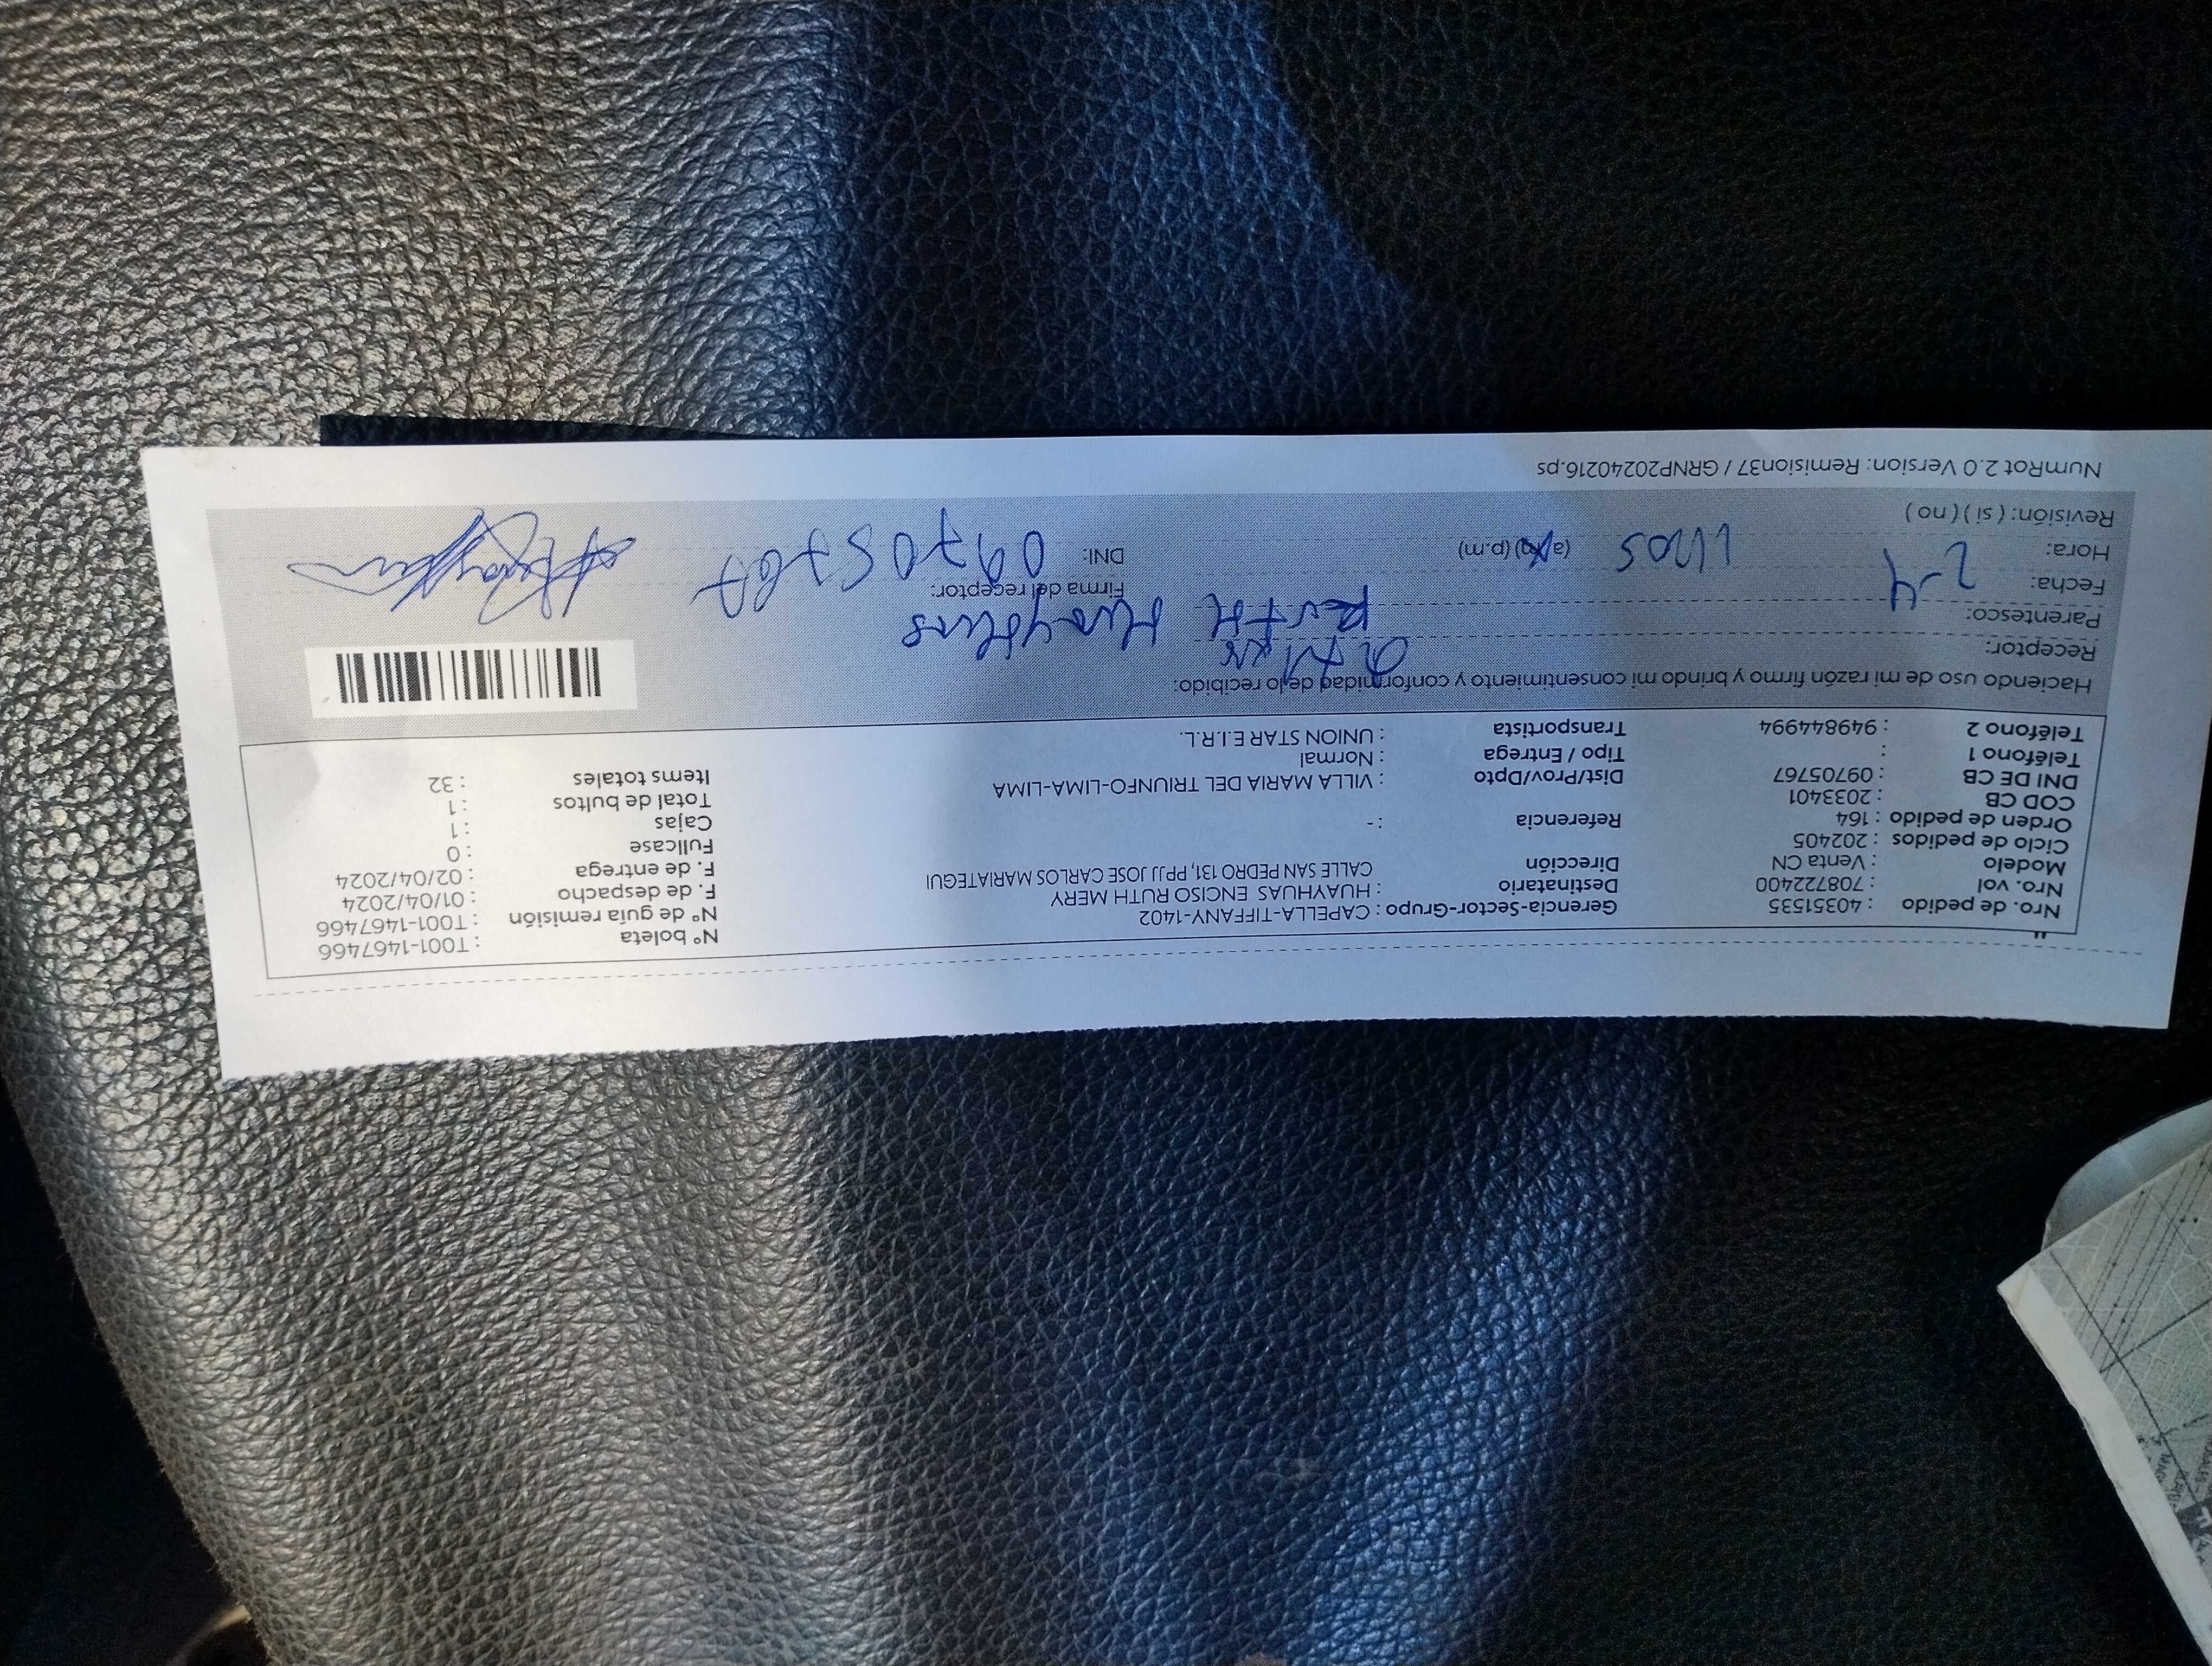 Nro. de pedido : 40351535
Nro. vol : 708722400
Modelo : Venta CN
Ciclo de pedidos : 202405
Orden de pedido : 164
COD CB : 2033401
DNI DE CB : 09705767
Teléfono 1 :
Teléfono 2 : 949844994
Gerencia-Sector-Grupo : CAPELLA-TIFFANY-1402
Destinatario : HUAYHUAS ENCISO RUTH MERY
Dirección CALLE SAN PEDRO 131, PPJJ JOSE CARLOS MARIATEGUI
Referencia : -
Dist/Prov/Dpto : VILLA MARIA DEL TRIUNFO-LIMA-LIMA
Tipo / Entrega : Normal
Transportista : UNION STAR E.I.R.L.
N° boleta : T001-1467466
N° de guía remisión : T001-1467466
F. de despacho : 01/04/2024
F. de entrega : 02/04/2024
Fullcase : 0
Cajas : 1
Total de bultos : 1
Items totales : 32
Haciendo uso de mi razón firmo y brindo mi consentimiento y conformidad de lo recibido:
Receptor:
Parentesco: Ruth Huayhuas
Fecha: 2-4
Hora: (a.m) (p.m)
Revisión: ( si ) ( no )
Firma del receptor:
DNI: 09705767
NumRot 2.0 Version: Remision37 / GRNP20240216.ps